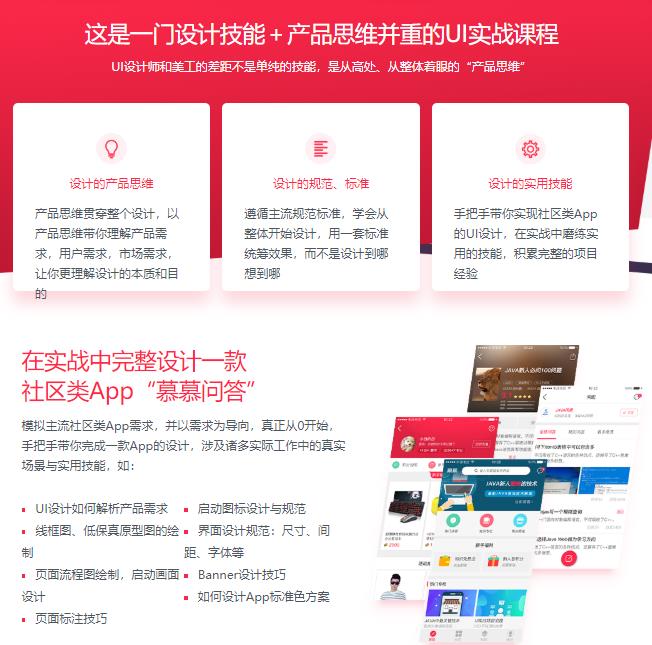 这是一门设计技能 + 产品思维并重的UI实战课程
UI设计师和美工的差距不是单纯的技能，是从高处、从整体着眼的“产品思维”
设计的产品思维
产品思维贯穿整个设计，以
产品思维带你理解产品需
求，用户需求，市场需求，
让你更理解设计的本质和目
的
设计的规范、标准
遵循主流规范标准，学会从
整体开始设计，用一套标准
统筹效果，而不是设计到哪
想到哪
设计的实用技能
手把手带你实现社区类App
的UI设计，在实战中磨练实
用的技能，积累完整的项目
经验
在实战中完整设计一款
社区类App“慕慕问答”
模拟主流社区类App需求，并以需求为导向，真正从0开始，
手把手带你完成一款App的设计，涉及诸多实际工作中的真实
场景与实用技能，如：
UI设计如何解析产品需求
线框图、低保真原型图的绘
制
页面流程图绘制，启动画面
设计
页面标注技巧
启动图标设计与规范
界面设计规范：尺寸、间
距、字体等
Banner设计技巧
如何设计App标准色方案
JAVA新人必问100问题
JAVA新人 的技术
新手福利